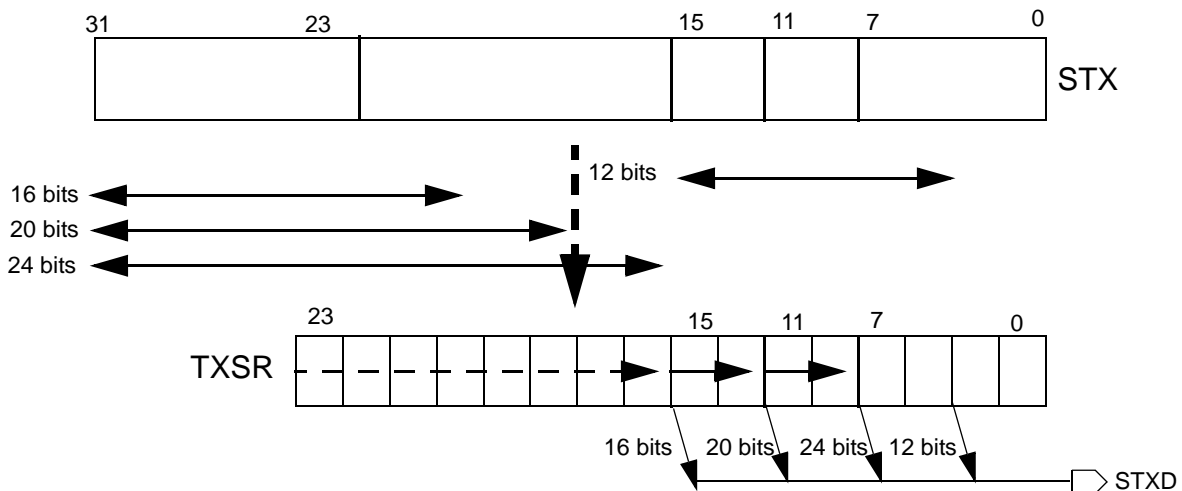 31 23 15 11 7 0
STX
12 bits
16 bits
20 bits
24 bits
23 15 11 7 0
TXSR
16 bits 20 bits 24 bits 12 bits
STXD